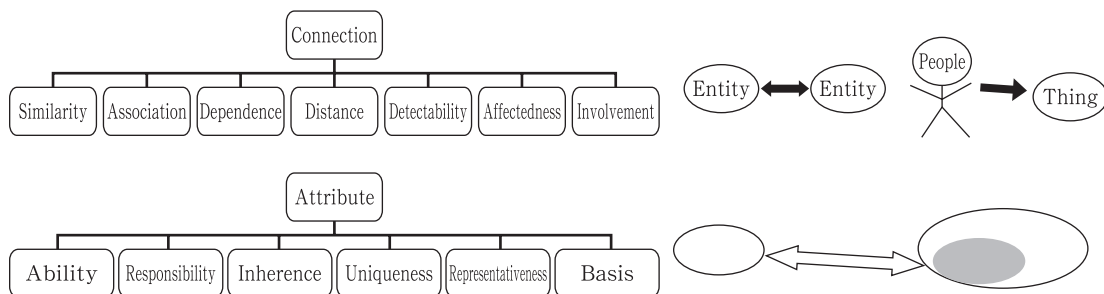 Connection
Similarity Association Dependence Distance Detectability Affectedness Involvement
Entity Entity People Thing
Attribute
Ability Responsibility Inherence Uniqueness Representativeness Basis